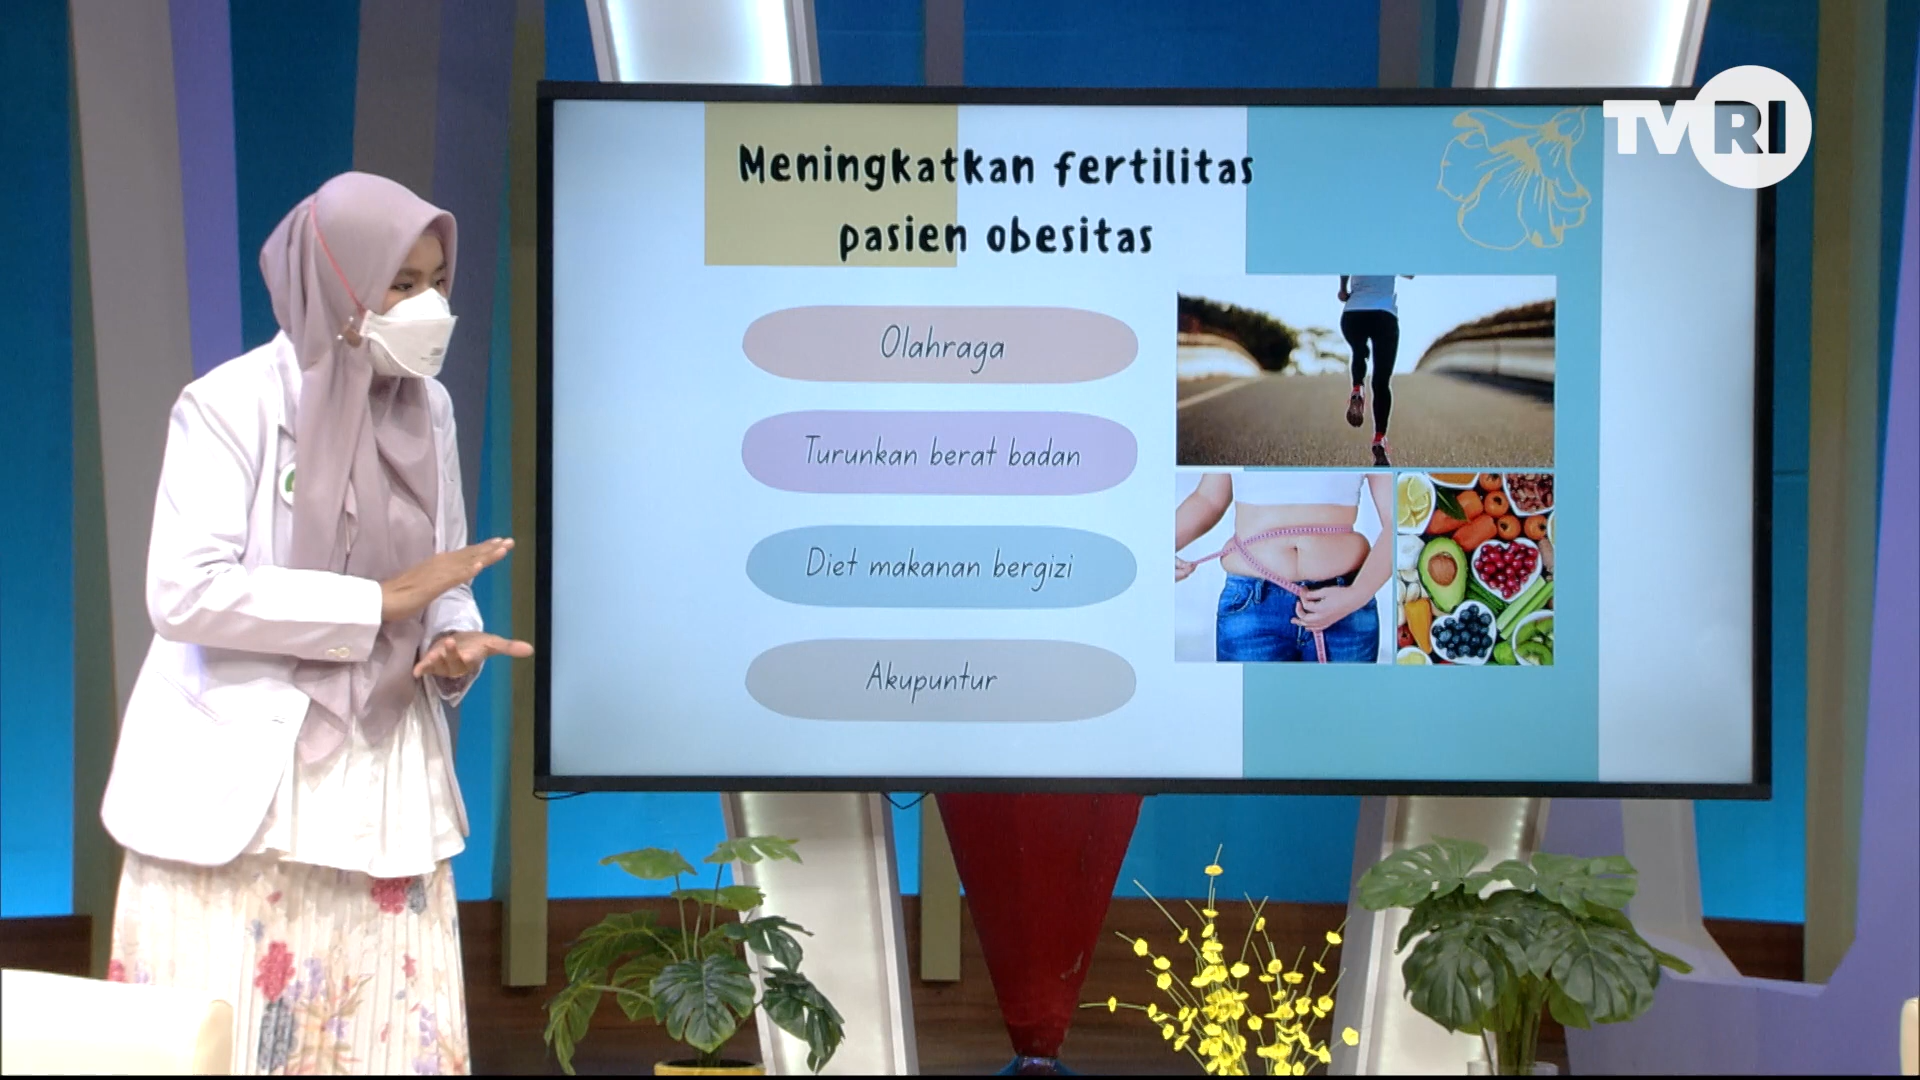 TVRI
Meningkatkan fertilitas
pasien obesitas
Olahraga
Turunkan berat badan
Diet makanan bergizi
Akupuntur